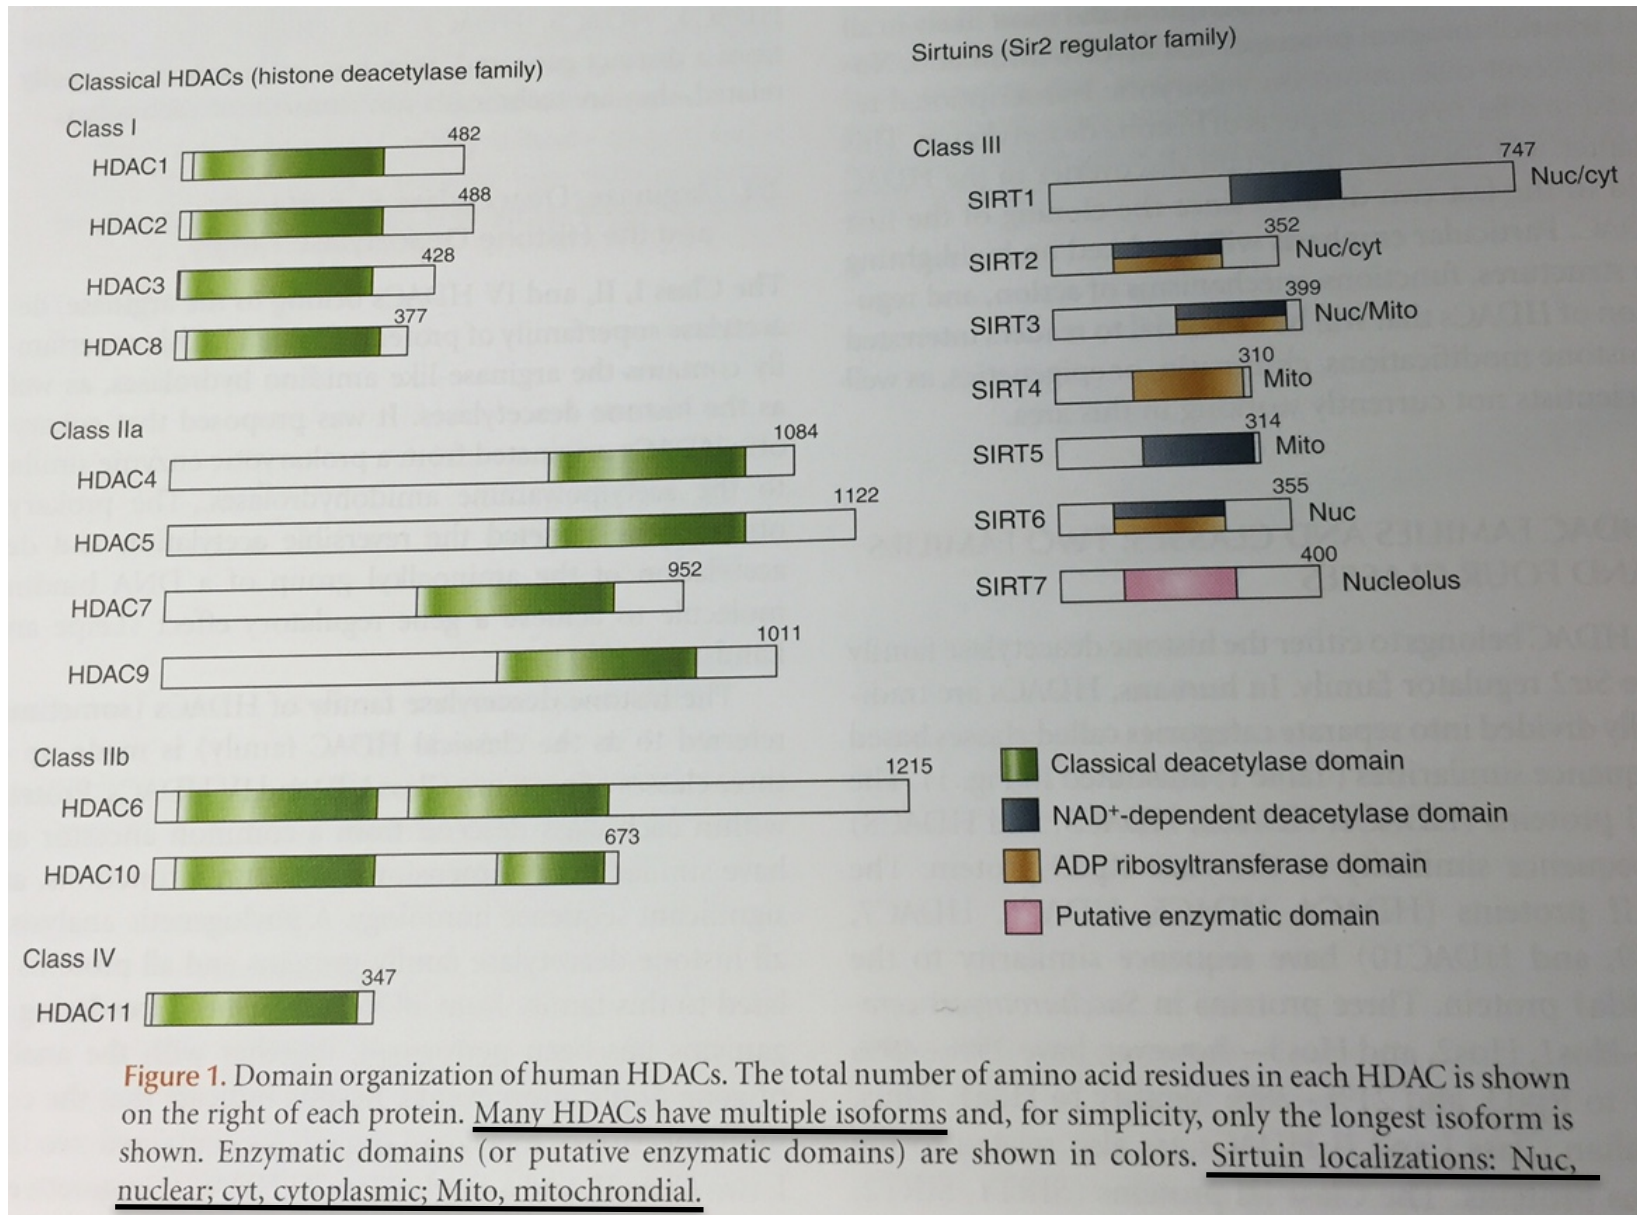 Classical HDACs (histone deacetylase family)
Class I
HDAC1 482
HDAC2 488
HDAC3 428
HDAC8 377
Class IIa
HDAC4 1084
HDAC5 1122
HDAC7 952
HDAC9 1011
Class IIb
HDAC6 1215
HDAC10 673
Class IV
HDAC11 347
Sirtuins (Sir2 regulator family)
Class III
SIRT1 747 Nuc/cyt
SIRT2 352 Nuc/cyt
SIRT3 399 Nuc/Mito
SIRT4 310 Mito
SIRT5 314 Mito
SIRT6 355 Nuc
SIRT7 400 Nucleolus
Classical deacetylase domain
NAD+-dependent deacetylase domain
ADP ribosyltransferase domain
Putative enzymatic domain
Figure 1. Domain organization of human HDACs. The total number of amino acid residues in each HDAC is shown
on the right of each protein. Many HDACs have multiple isoforms and, for simplicity, only the longest isoform is
shown. Enzymatic domains (or putative enzymatic domains) are shown in colors. Sirtuin localizations: Nuc,
nuclear; cyt, cytoplasmic; Mito, mitochrondial.